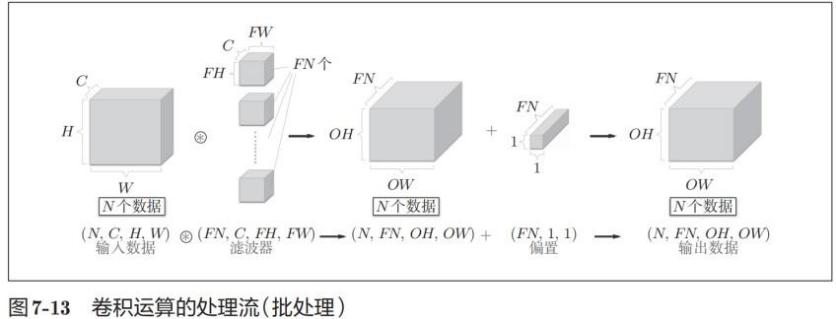 FW
C
FN个
FH
C
H
W
N个数据
⊛
FN
OH
OW
N个数据
+
FN
1
1
FN
OH
OW
N个数据
(N, C, H, W) ⊛ (FN, C, FH, FW) → (N, FN, OH, OW) + (FN, 1, 1) → (N, FN, OH, OW)
输入数据 滤波器 偏置 输出数据
图7-13 卷积运算的处理流(批处理)